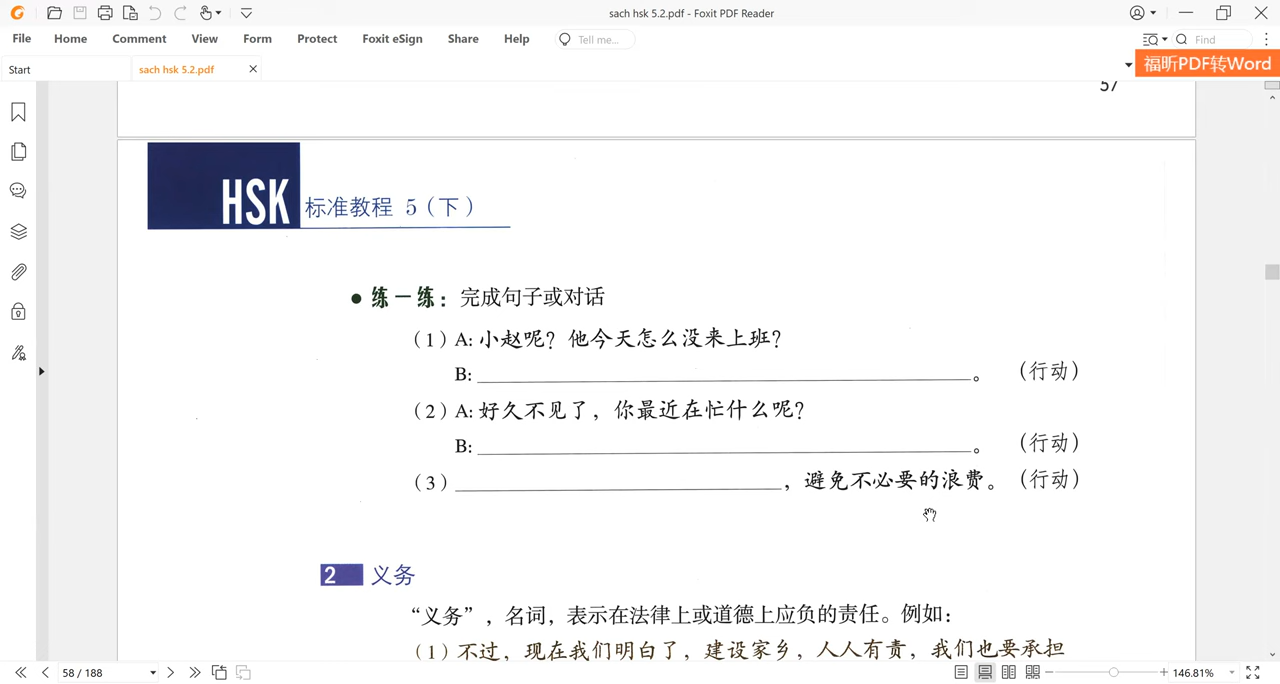 sach hsk 5.2.pdf - Foxit PDF Reader
File Home Comment View Form Protect Foxit eSign Share Help Tell me... Find
Start sach hsk 5.2.pdf 福昕PDF转Word
57
HSK 标准教程 5（下）
● 练一练：完成句子或对话
（1）A: 小赵呢？他今天怎么没来上班？
B: ______。（行动）
（2）A: 好久不见了，你最近在忙什么呢？
B: ______。（行动）
（3）______，避免不必要的浪费。（行动）
2 义务
“义务”，名词，表示在法律上或道德上应负的责任。例如：
（1）不过，现在我们明白了，建设家乡，人人有责，我们也要承担
58 / 188 146.81%